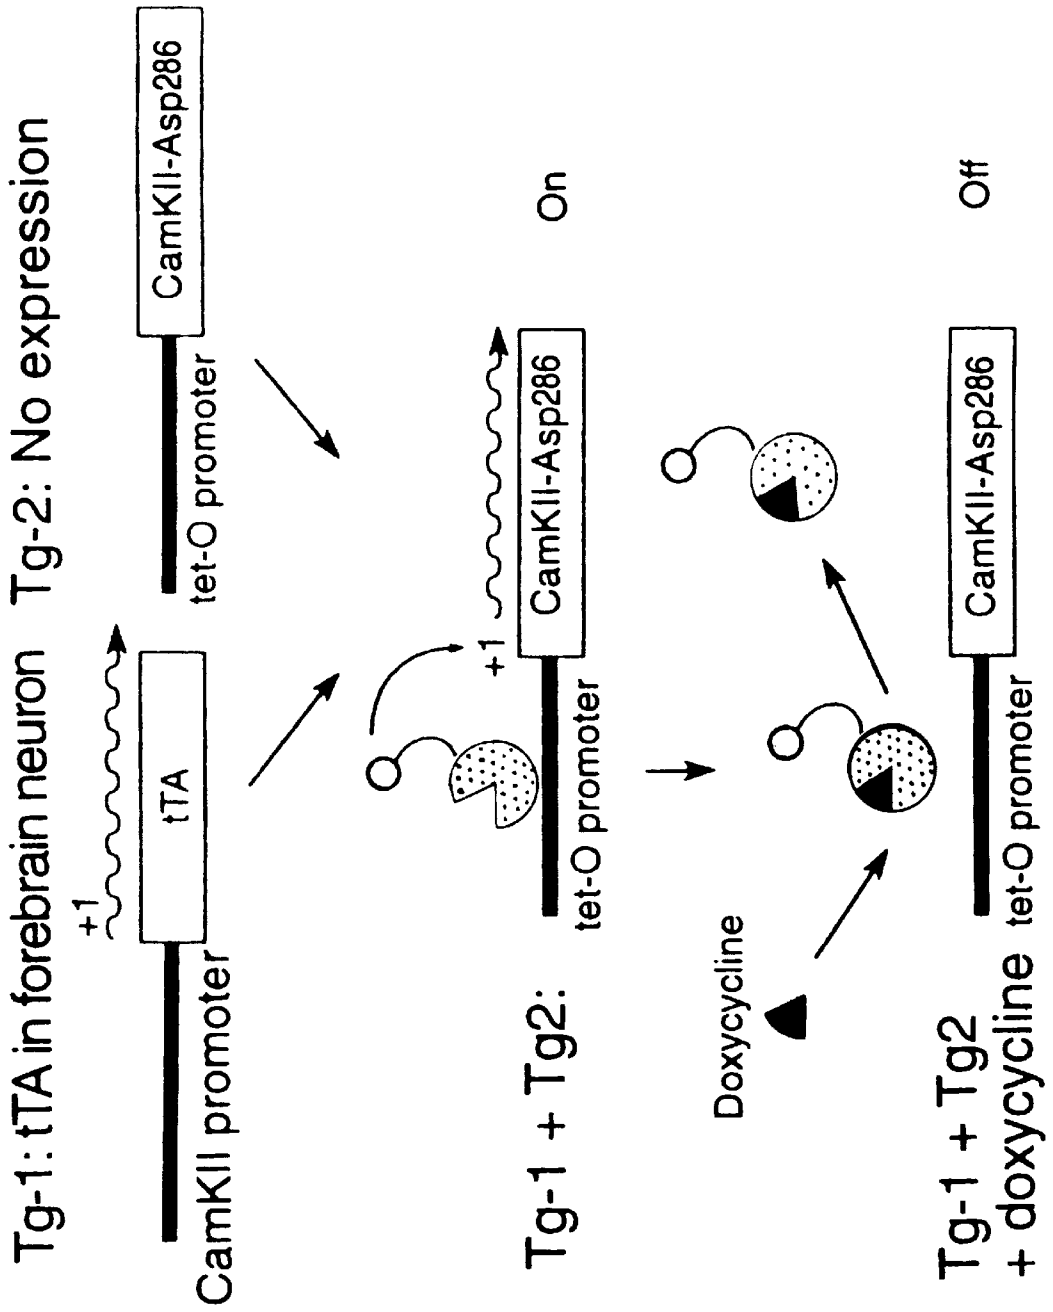 Tg-1: tTA in forebrain neuron
Tg-2: No expression
+1
tTA
CamKII promoter
CamKII-Asp286
tet-O promoter
+1
CamKII-Asp286
tet-O promoter
Tg-1 + Tg2:
On
Doxycycline
CamKII-Asp286
tet-O promoter
Tg-1 + Tg2
+ doxycycline
Off